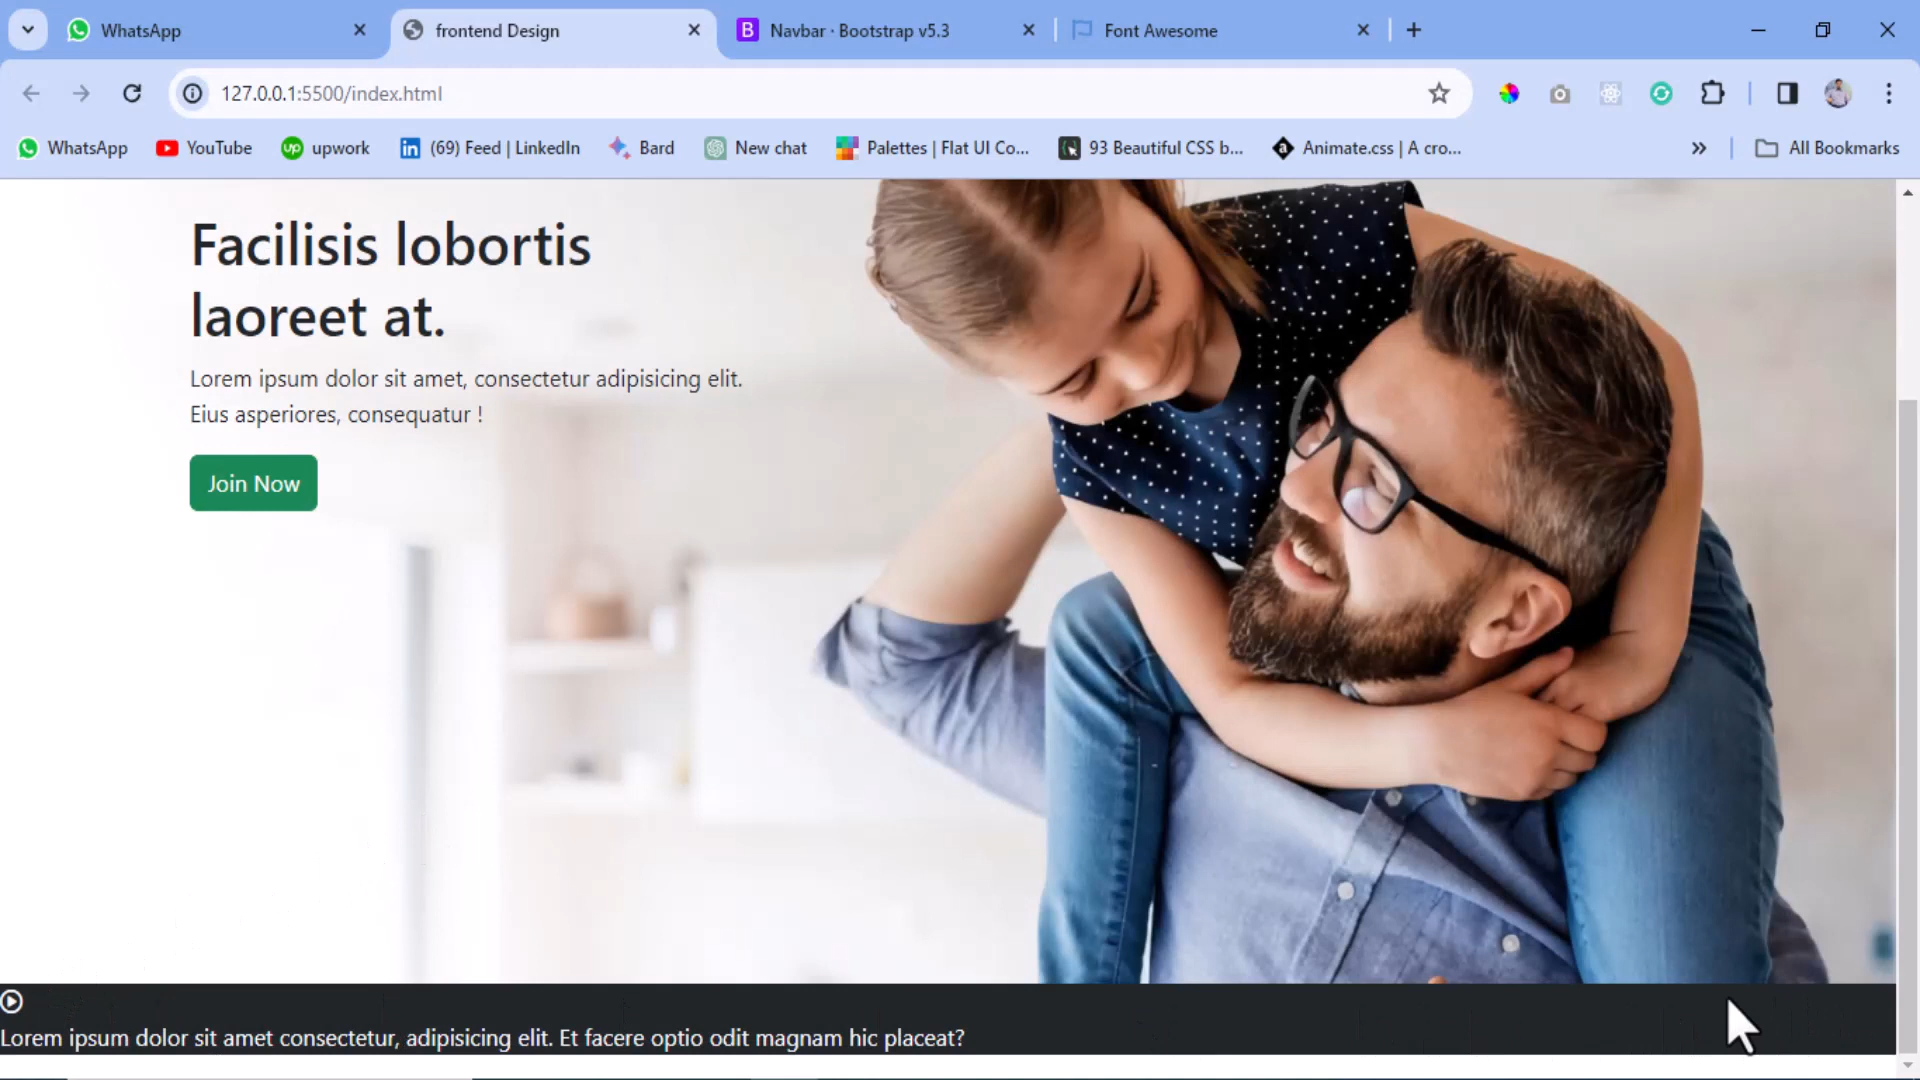 WhatsApp
frontend Design
Navbar · Bootstrap v5.3
Font Awesome
127.0.0.1:5500/index.html
WhatsApp
YouTube
upwork
(69) Feed | LinkedIn
Bard
New chat
Palettes | Flat UI Co...
93 Beautiful CSS b...
Animate.css | A cro...
All Bookmarks
Facilisis lobortis
laoreet at.
Lorem ipsum dolor sit amet, consectetur adipisicing elit.
Eius asperiores, consequatur !
Join Now
Lorem ipsum dolor sit amet consectetur, adipisicing elit. Et facere optio odit magnam hic placeat?